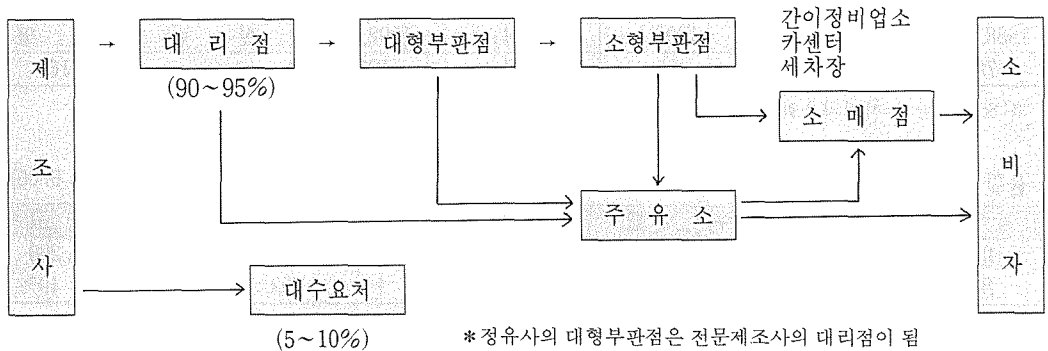 제조사
→ 대리점 → 대형부판점 → 소형부판점
(90~95%)
간이정비업소
카센터
세차장
소매점
소비자
주유소
대수요처
(5~10%)
*정유사의 대형부판점은 전문제조사의 대리점이 됨